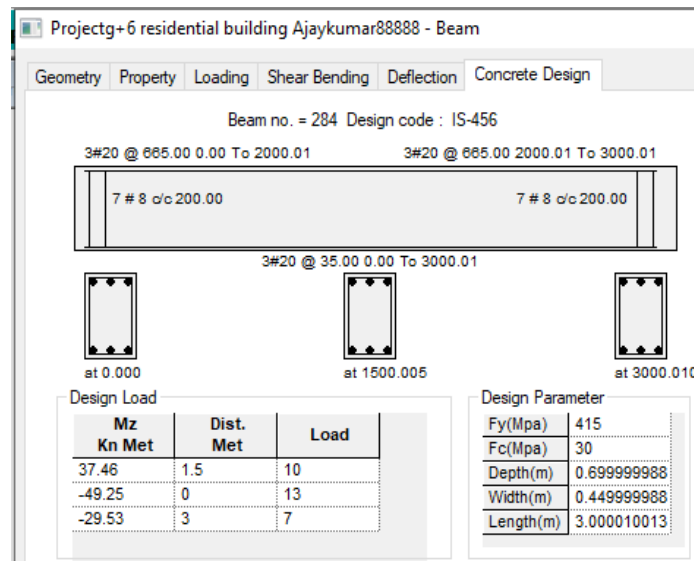 Projectg+6 residential building Ajaykumar88888 - Beam
Geometry Property Loading Shear Bending Deflection Concrete Design
Beam no. = 284 Design code : IS-456
3#20 @ 665.00 0.00 To 2000.01 3#20 @ 665.00 2000.01 To 3000.01
7 # 8 c/c 200.00 7 # 8 c/c 200.00
3#20 @ 35.00 0.00 To 3000.01
at 0.000 at 1500.005 at 3000.010
Design Load
Mz Kn Met Dist. Met Load
37.46 1.5 10
-49.25 0 13
-29.53 3 7
Design Parameter
Fy(Mpa) 415
Fc(Mpa) 30
Depth(m) 0.699999988
Width(m) 0.449999988
Length(m) 3.000010013